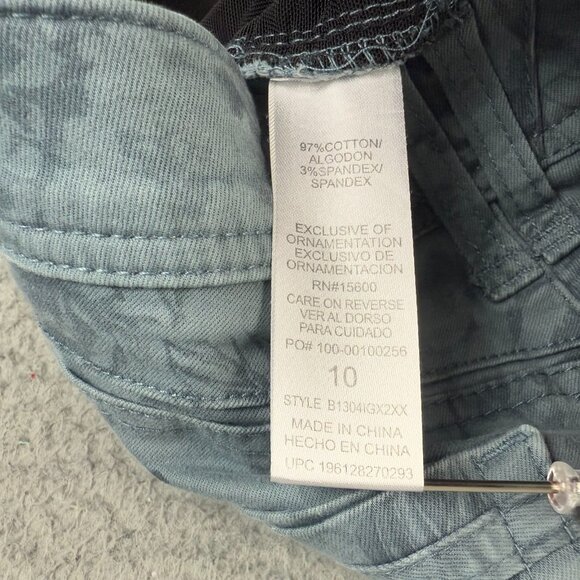 97%COTTON/
ALGODON
3%SPANDEX/
SPANDEX
EXCLUSIVE OF
ORNAMENTATION
EXCLUSIVO DE
ORNAMENTACION
RN#15600
CARE ON REVERSE
VER AL DORSO
PARA CUIDADO
PO# 100-00100256
10
STYLE B1304IGX2XX
MADE IN CHINA
HECHO EN CHINA
UPC 196128270293